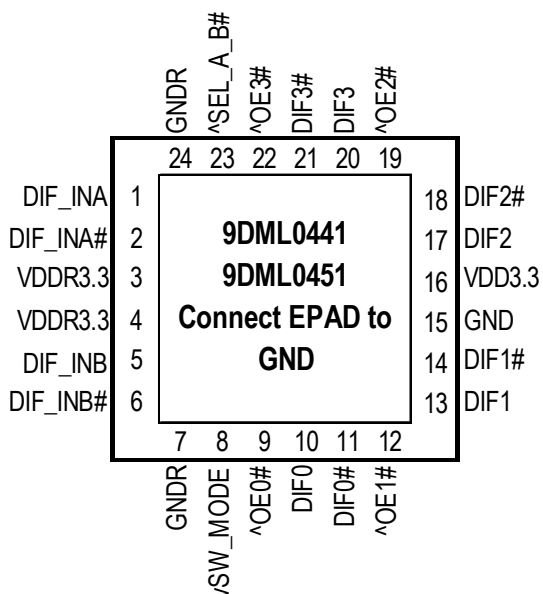 GNDR
^SEL_A_B#
^OE3#
DIF3#
DIF3
^OE2#
24 23 22 21 20 19
DIF_INA 1
DIF_INA# 2
VDDR3.3 3
VDDR3.3 4
DIF_INB 5
DIF_INB# 6
9DML0441
9DML0451
Connect EPAD to
GND
18 DIF2#
17 DIF2
16 VDD3.3
15 GND
14 DIF1#
13 DIF1
7 8 9 10 11 12
GNDR
vSW_MODE
^OE0#
DIF0
DIF0#
^OE1#